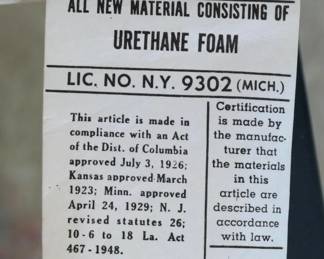 ALL NEW MATERIAL CONSISTING OF
URETHANE FOAM
LIC. NO. N.Y. 9302 (MICH.)
This article is made in
compliance with an Act
of the Dist. of Columbia
approved July 3, 1926;
Kansas approved March
1923; Minn. approved
April 24, 1929; N. J.
revised statutes 26;
10-6 to 18 La. Act
467-1948.
Certification
is made by
the manufac-
turer that
the materials
in this
article are
described in
accordance
with law.